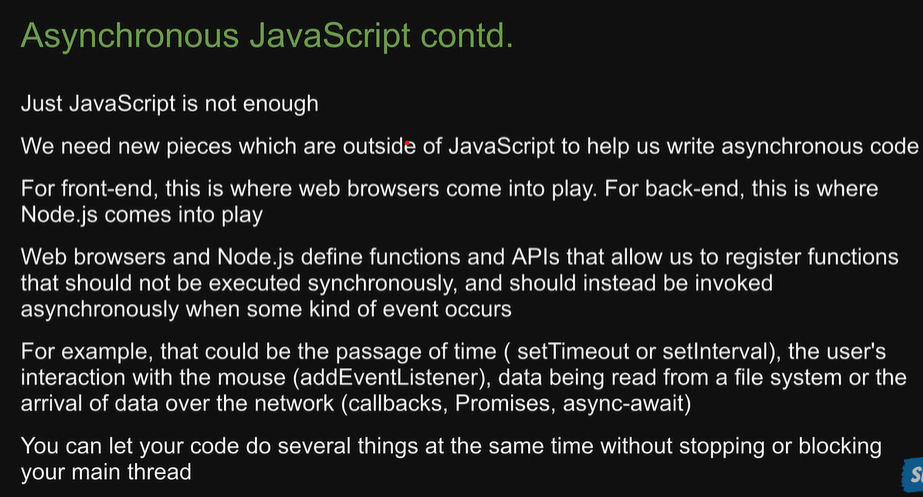 Asynchronous JavaScript contd.
Just JavaScript is not enough
We need new pieces which are outside of JavaScript to help us write asynchronous code
For front-end, this is where web browsers come into play. For back-end, this is where
Node.js comes into play
Web browsers and Node.js define functions and APIs that allow us to register functions
that should not be executed synchronously, and should instead be invoked
asynchronously when some kind of event occurs
For example, that could be the passage of time ( setTimeout or setInterval), the user's
interaction with the mouse (addEventListener), data being read from a file system or the
arrival of data over the network (callbacks, Promises, async-await)
You can let your code do several things at the same time without stopping or blocking
your main thread